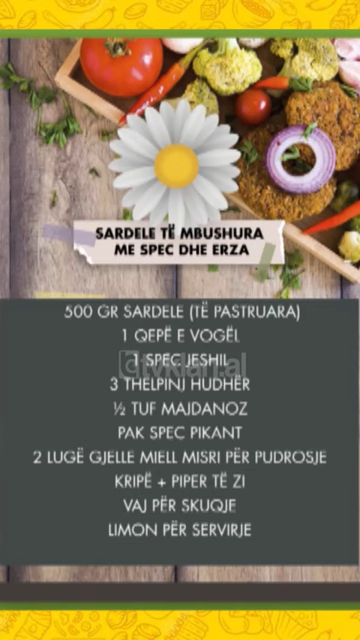 SARDELE TË MBUSHURA
ME SPEC DHE ERZA
500 GR SARDELE (TË PASTRUARA)
1 QEPË E VOGËL
1 SPEC JESHIL
tvklan.al
3 THELPINJ HUDHËR
½ TUF MAJDANOZ
PAK SPEC PIKANT
2 LUGË GJELLE MIELL MISRI PËR PUDROSJE
KRIPË + PIPER TË ZI
VAJ PËR SKUQJE
LIMON PËR SERVIRJE